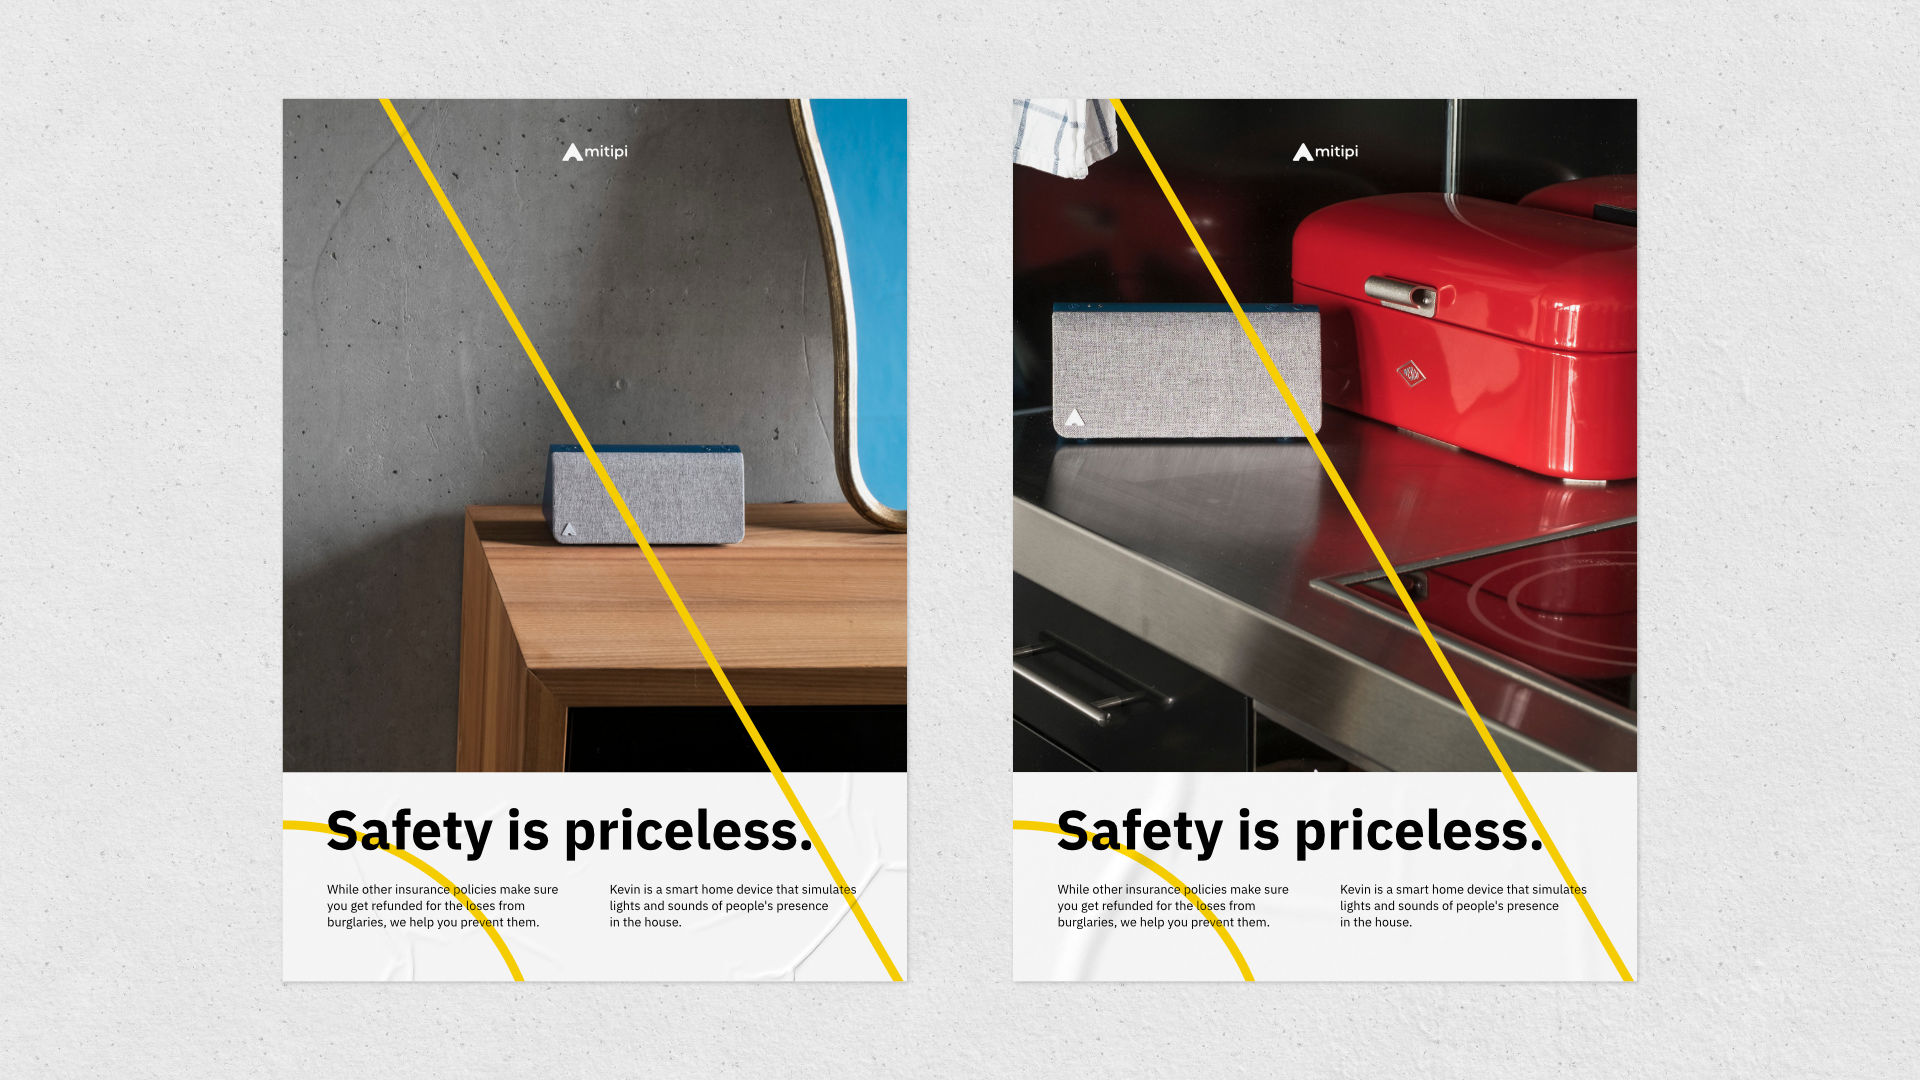 mitipi
Safety is priceless.
While other insurance policies make sure
you get refunded for the loses from
burglaries, we help you prevent them.
Kevin is a smart home device that simulates
lights and sounds of people's presence
in the house.
mitipi
WESCO
Safety is priceless.
While other insurance policies make sure
you get refunded for the loses from
burglaries, we help you prevent them.
Kevin is a smart home device that simulates
lights and sounds of people's presence
in the house.